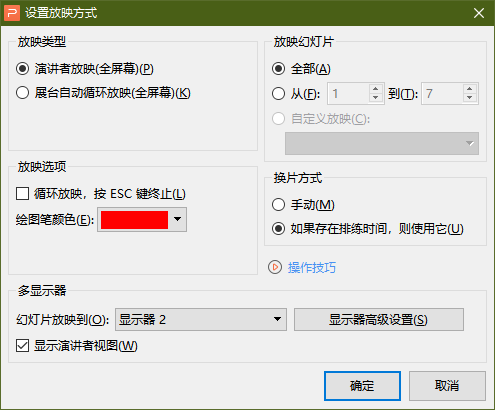 设置放映方式
放映类型
演讲者放映(全屏幕)(P)
展台自动循环放映(全屏幕)(K)
放映幻灯片
全部(A)
从(F): 1 到(T): 7
自定义放映(C):
放映选项
循环放映，按 ESC 键终止(L)
绘图笔颜色(E):
换片方式
手动(M)
如果存在排练时间，则使用它(U)
操作技巧
多显示器
幻灯片放映到(O): 显示器 2 显示器高级设置(S)
显示演讲者视图(W)
确定 取消